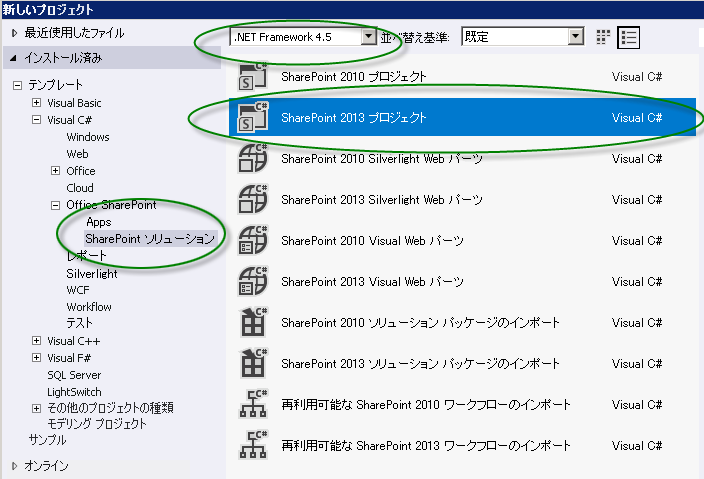 新しいプロジェクト
最近使用したファイル
.NET Framework 4.5
並べ替え基準:
既定
インストール済み
テンプレート
Visual Basic
Visual C#
Windows
Web
Office
Cloud
Office SharePoint
Apps
SharePoint ソリューション
レポート
Silverlight
WCF
Workflow
テスト
Visual C++
Visual F#
SQL Server
LightSwitch
その他のプロジェクトの種類
モデリング プロジェクト
サンプル
オンライン
SharePoint 2010 プロジェクト Visual C#
SharePoint 2013 プロジェクト Visual C#
SharePoint 2010 Silverlight Web パーツ Visual C#
SharePoint 2013 Silverlight Web パーツ Visual C#
SharePoint 2010 Visual Web パーツ Visual C#
SharePoint 2013 Visual Web パーツ Visual C#
SharePoint 2010 ソリューション パッケージのインポート Visual C#
SharePoint 2013 ソリューション パッケージのインポート Visual C#
再利用可能な SharePoint 2010 ワークフローのインポート Visual C#
再利用可能な SharePoint 2013 ワークフローのインポート Visual C#